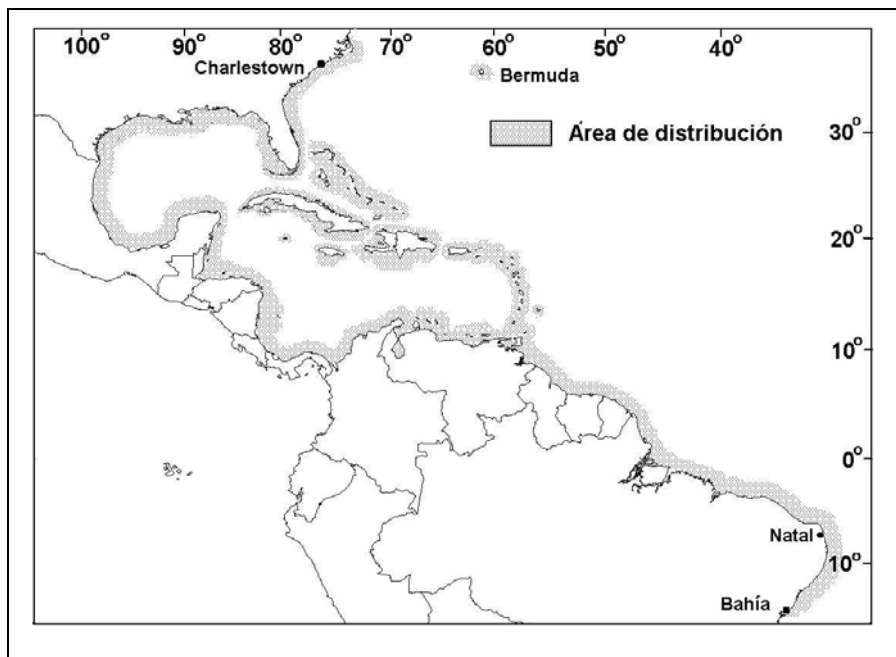 100° 90° 80° 70° 60° 50° 40°
Charlestown
Bermuda
Área de distribución
30°
20°
10°
0°
Natal
10°
Bahía